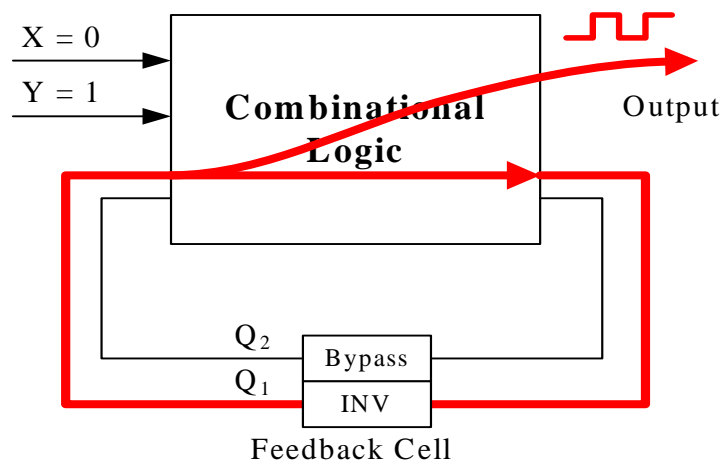 X = 0
Y = 1
Combinational
Logic
Output
Q2
Bypass
Q1
INV
Feedback Cell